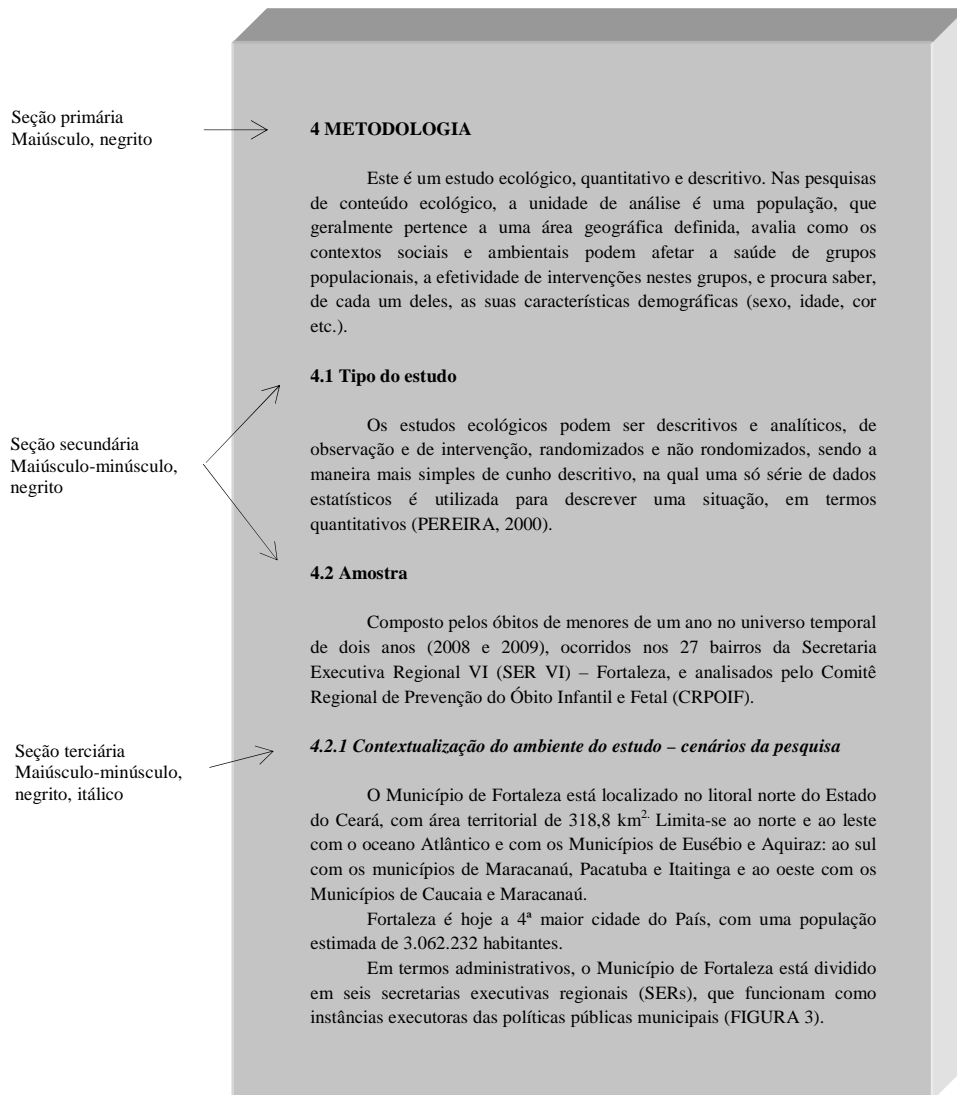 Seção primária
Maiúsculo, negrito
4 METODOLOGIA
Este é um estudo ecológico, quantitativo e descritivo. Nas pesquisas
de conteúdo ecológico, a unidade de análise é uma população, que
geralmente pertence a uma área geográfica definida, avalia como os
contextos sociais e ambientais podem afetar a saúde de grupos
populacionais, a efetividade de intervenções nestes grupos, e procura saber,
de cada um deles, as suas características demográficas (sexo, idade, cor
etc.).
4.1 Tipo do estudo
Seção secundária
Maiúsculo-minúsculo,
negrito
Os estudos ecológicos podem ser descritivos e analíticos, de
observação e de intervenção, randomizados e não rondomizados, sendo a
maneira mais simples de cunho descritivo, na qual uma só série de dados
estatísticos é utilizada para descrever uma situação, em termos
quantitativos (PEREIRA, 2000).
4.2 Amostra
Composto pelos óbitos de menores de um ano no universo temporal
de dois anos (2008 e 2009), ocorridos nos 27 bairros da Secretaria
Executiva Regional VI (SER VI) – Fortaleza, e analisados pelo Comitê
Regional de Prevenção do Óbito Infantil e Fetal (CRPOIF).
Seção terciária
Maiúsculo-minúsculo,
negrito, itálico
4.2.1 Contextualização do ambiente do estudo – cenários da pesquisa
O Município de Fortaleza está localizado no litoral norte do Estado
do Ceará, com área territorial de 318,8 km². Limita-se ao norte e ao leste
com o oceano Atlântico e com os Municípios de Eusébio e Aquiraz: ao sul
com os municípios de Maracanaú, Pacatuba e Itaitinga e ao oeste com os
Municípios de Caucaia e Maracanaú.
Fortaleza é hoje a 4ª maior cidade do País, com uma população
estimada de 3.062.232 habitantes.
Em termos administrativos, o Município de Fortaleza está dividido
em seis secretarias executivas regionais (SERs), que funcionam como
instâncias executoras das políticas públicas municipais (FIGURA 3).